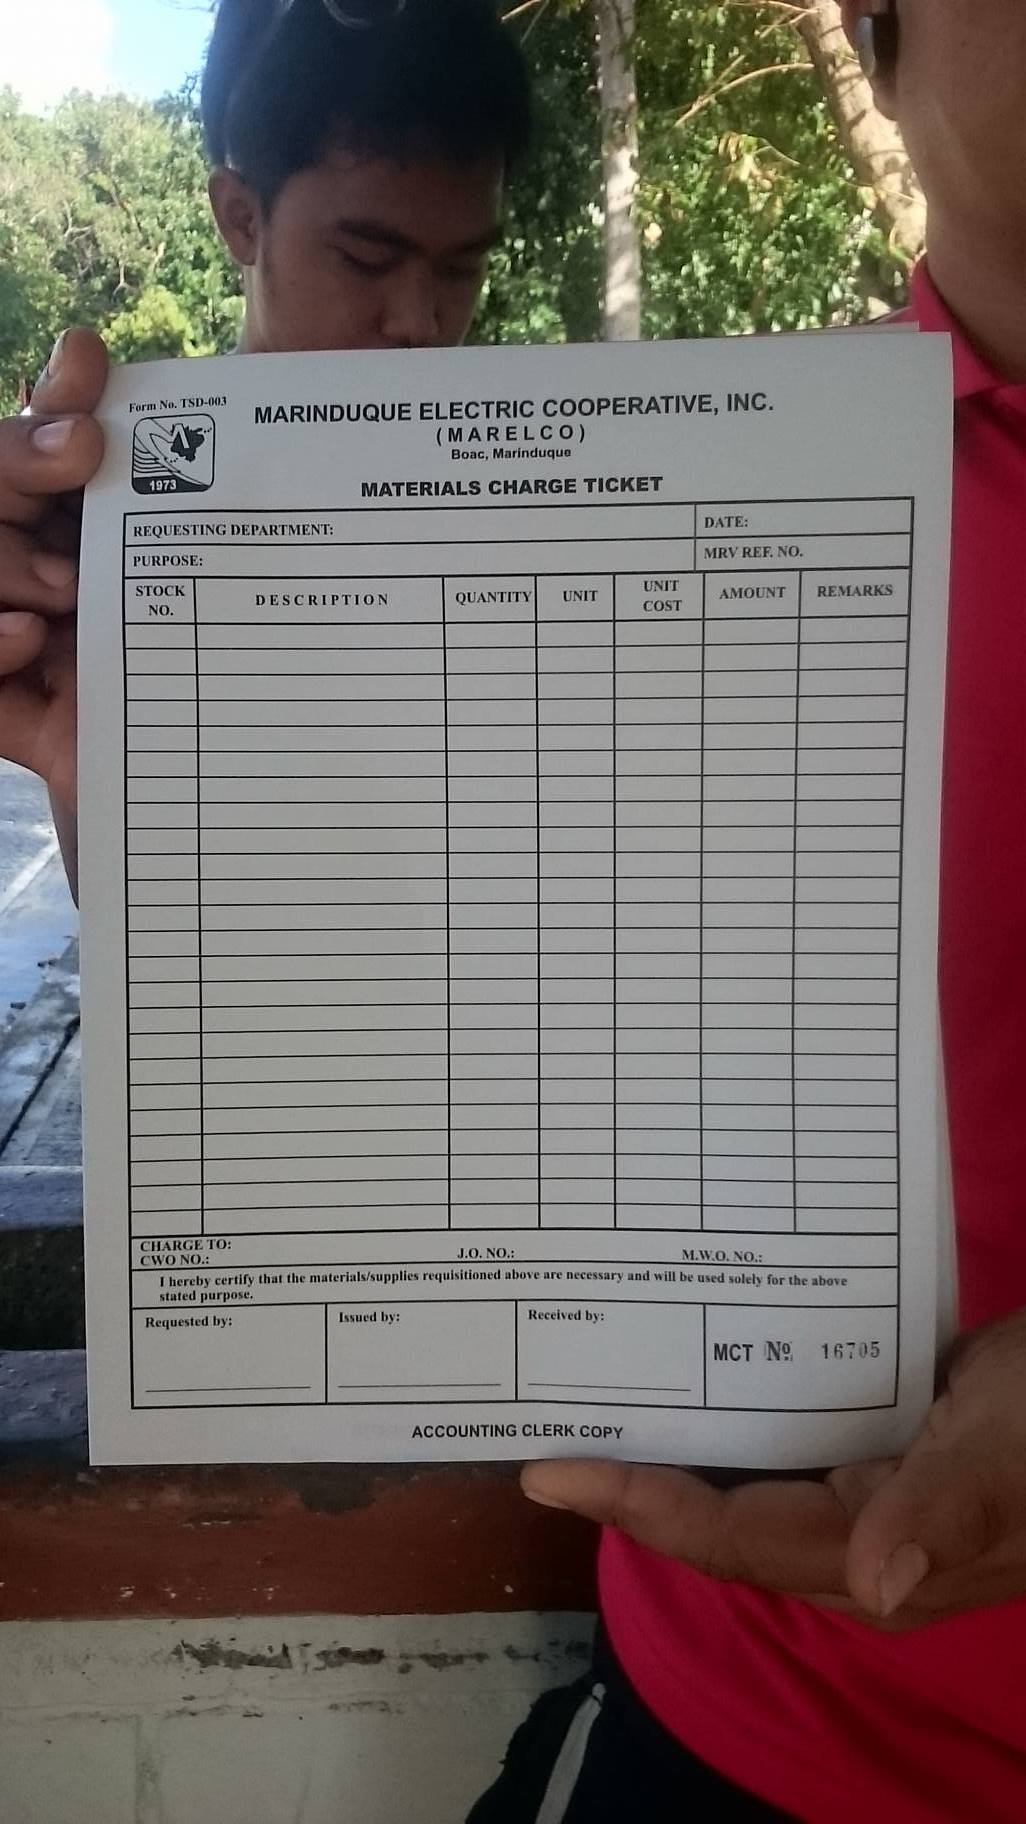 Form No. TSD-003
1973
MARINDUQUE ELECTRIC COOPERATIVE, INC.
(MARELCO)
Boac, Marinduque
MATERIALS CHARGE TICKET
REQUESTING DEPARTMENT:
DATE:
PURPOSE:
MRV REF. NO.
STOCK NO.
DESCRIPTION
QUANTITY
UNIT
UNIT COST
AMOUNT
REMARKS
CHARGE TO:
CWO NO.: J.O. NO.: M.W.O. NO.:
I hereby certify that the materials/supplies requisitioned above are necessary and will be used solely for the above
stated purpose.
Requested by:
Issued by:
Received by:
MCT Nº 16705
ACCOUNTING CLERK COPY